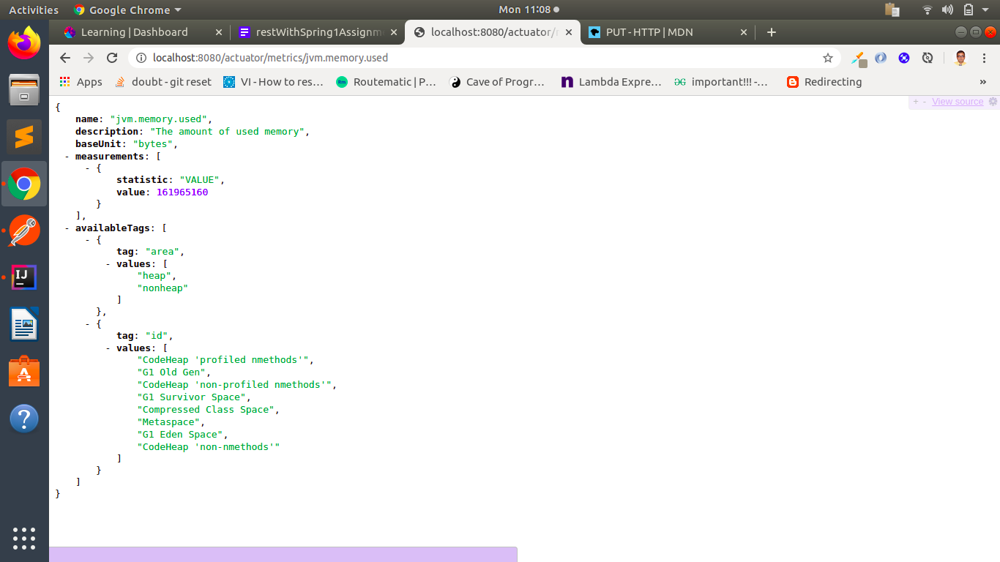 Activities Google Chrome Mon 11:08
Learning | Dashboard restWithSpring1Assignm localhost:8080/actuator/ PUT - HTTP | MDN
localhost:8080/actuator/metrics/jvm.memory.used
Apps doubt - git reset VI - How to res... Routematic | P... Cave of Progr... Lambda Expre... important!!! -... Redirecting »
+ - View source
{
name: "jvm.memory.used",
description: "The amount of used memory",
baseUnit: "bytes",
- measurements: [
- {
statistic: "VALUE",
value: 161965160
}
],
- availableTags: [
- {
tag: "area",
- values: [
"heap",
"nonheap"
]
},
- {
tag: "id",
- values: [
"CodeHeap 'profiled nmethods'",
"G1 Old Gen",
"CodeHeap 'non-profiled nmethods'",
"G1 Survivor Space",
"Compressed Class Space",
"Metaspace",
"G1 Eden Space",
"CodeHeap 'non-nmethods'"
]
}
]
}